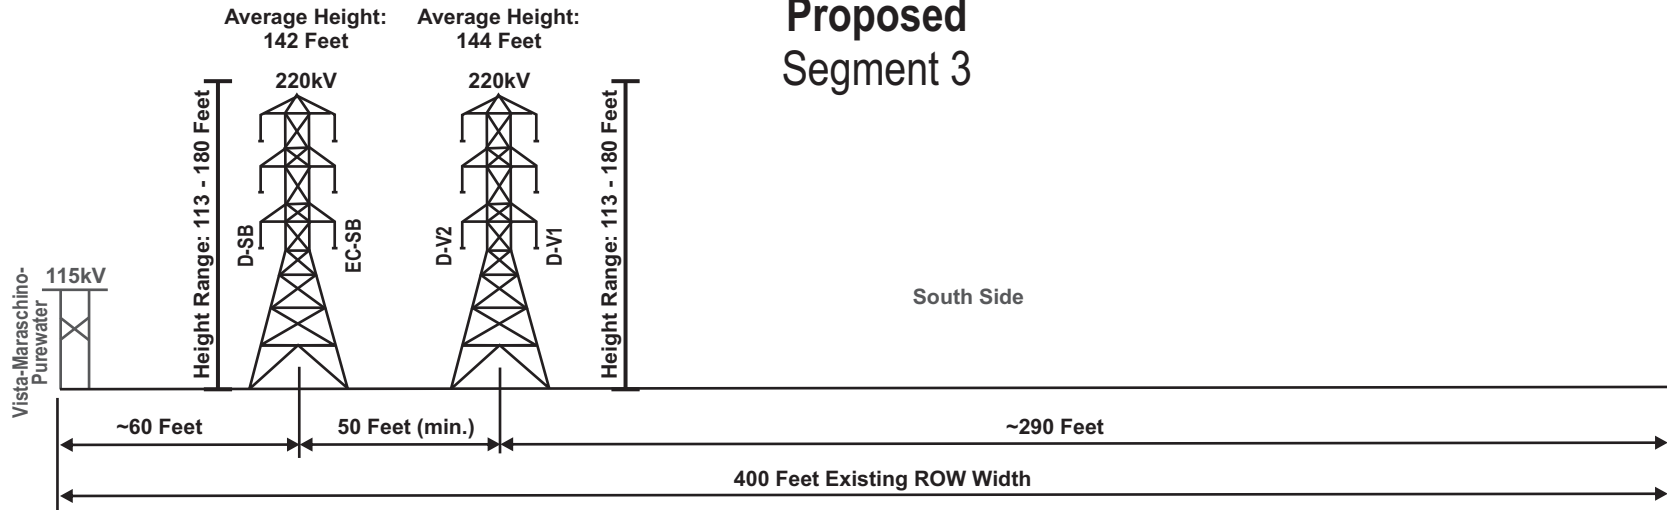 Proposed
Segment 3
Average Height:
142 Feet
Average Height:
144 Feet
220kV
220kV
Height Range: 113 - 180 Feet
Height Range: 113 - 180 Feet
D-SB
EC-SB
D-V2
D-V1
Vista-Maraschino-
Purewater
115kV
South Side
~60 Feet
50 Feet (min.)
~290 Feet
400 Feet Existing ROW Width